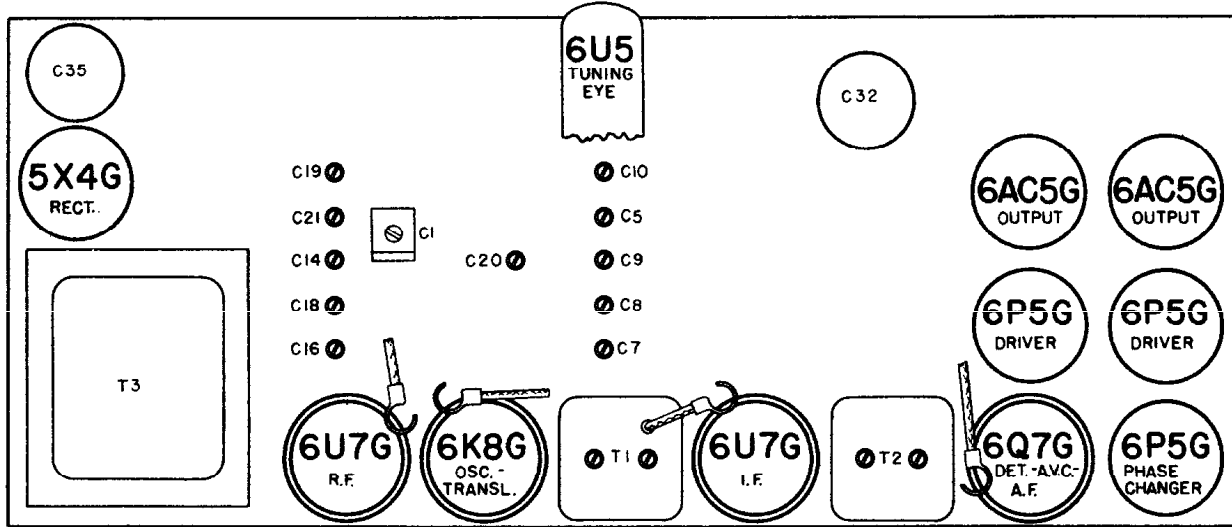 C35
6U5
TUNING
EYE
C32
5X4G
RECT..
C19
C10
6AC5G
OUTPUT
6AC5G
OUTPUT
C21
C1
C5
C14
C20
C9
C18
C8
6P5G
DRIVER
6P5G
DRIVER
C16
C7
T3
6U7G
R.F.
6K8G
OSC.-
TRANSL.
T1
6U7G
I.F.
T2
6Q7G
DET.-A.V.C.-
A.F.
6P5G
PHASE
CHANGER